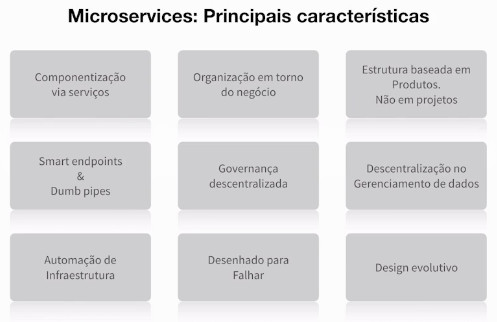 Microservices: Principais características
Componentização
via serviços
Organização em torno
do negócio
Estrutura baseada em
Produtos.
Não em projetos
Smart endpoints
&
Dumb pipes
Governança
descentralizada
Descentralização no
Gerenciamento de dados
Automação de
Infraestrutura
Desenhado para
Falhar
Design evolutivo